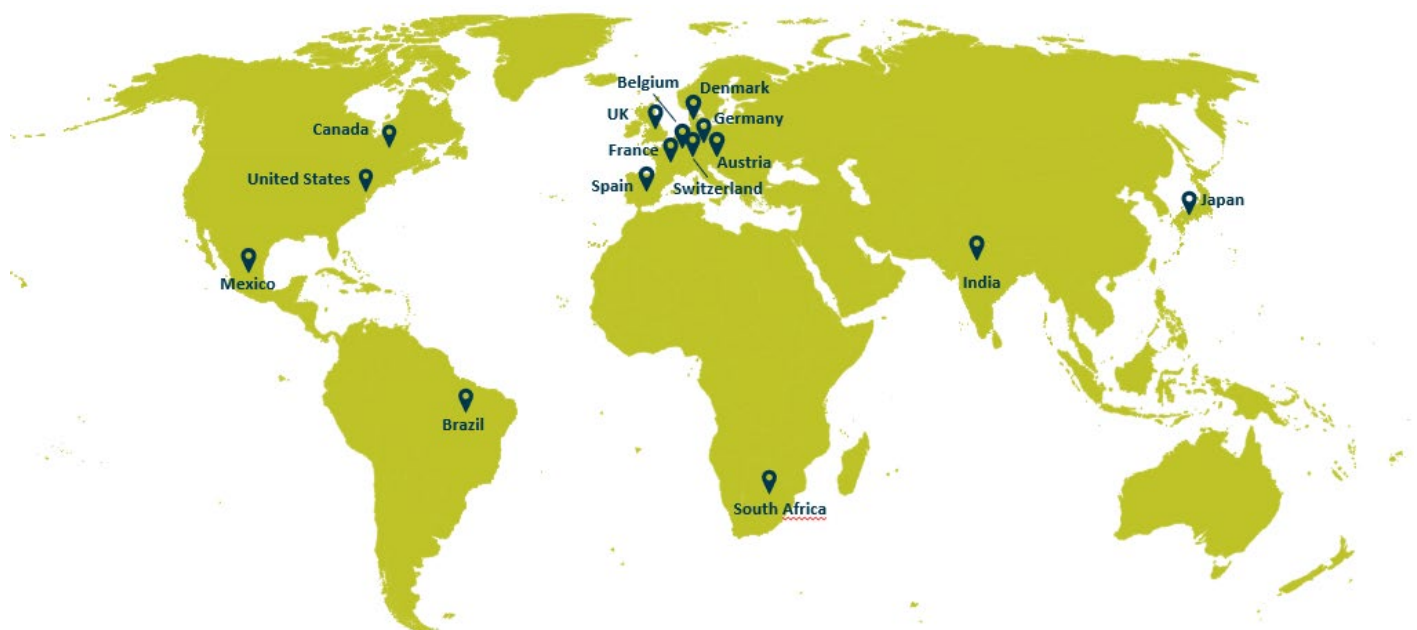 Belgium
Denmark
UK
Germany
Canada
France
Austria
United States
Spain
Switzerland
Japan
Mexico
India
Brazil
South Africa